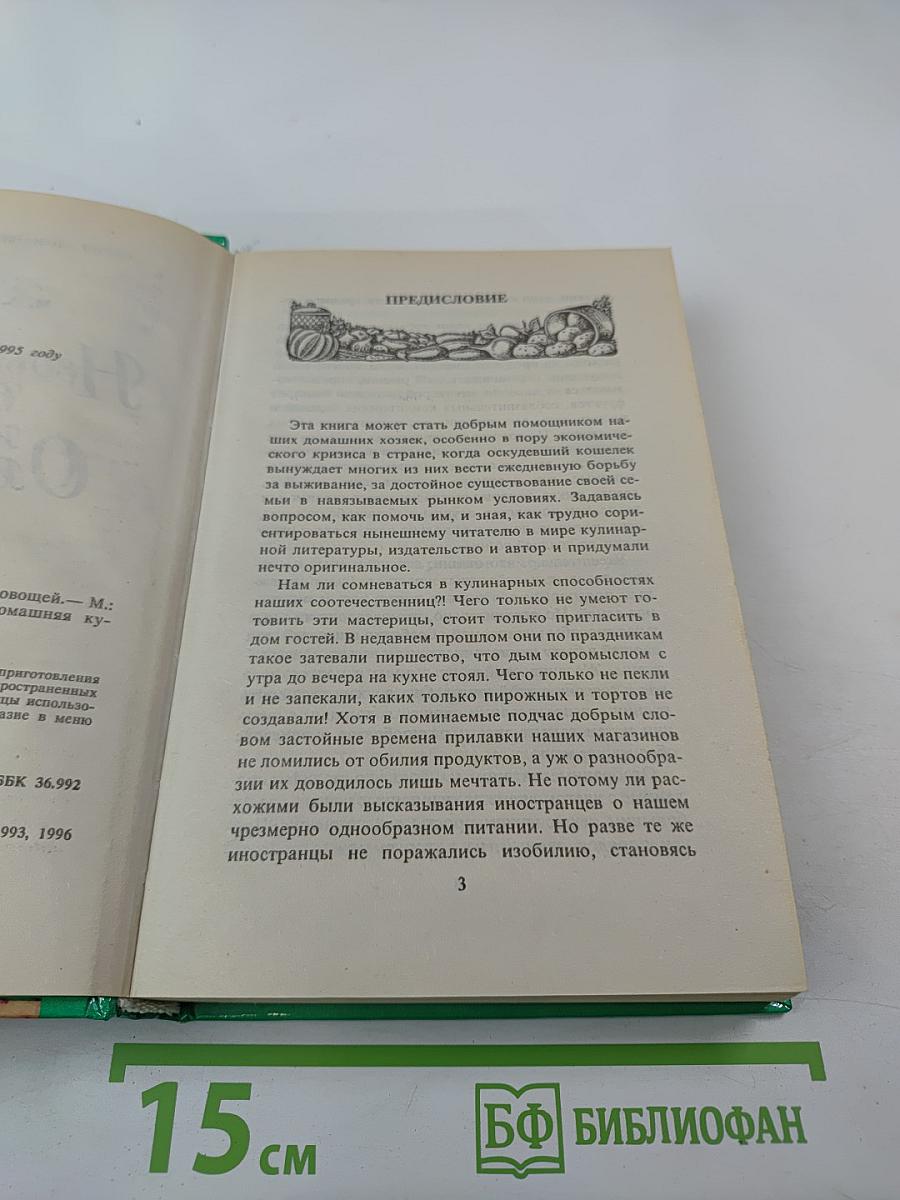 995 году
овощей.— М.:
омашняя ку-
приготовления
ространенных
цы использо-
азие в меню
ББК 36.992
993, 1996
ПРЕДИСЛОВИЕ
Эта книга может стать добрым помощником на-
ших домашних хозяек, особенно в пору экономиче-
ского кризиса в стране, когда оскудевший кошелек
вынуждает многих из них вести ежедневную борьбу
за выживание, за достойное существование своей се-
мьи в навязываемых рынком условиях. Задаваясь
вопросом, как помочь им, и зная, как трудно сори-
ентироваться нынешнему читателю в мире кулинар-
ной литературы, издательство и автор и придумали
нечто оригинальное.
Нам ли сомневаться в кулинарных способностях
наших соотечественниц?! Чего только не умеют го-
товить эти мастерицы, стоит только пригласить в
дом гостей. В недавнем прошлом они по праздникам
такое затевали пиршество, что дым коромыслом с
утра до вечера на кухне стоял. Чего только не пекли
и не запекали, каких только пирожных и тортов не
создавали! Хотя в поминаемые подчас добрым сло-
вом застойные времена прилавки наших магазинов
не ломились от обилия продуктов, а уж о разнообра-
зии их доводилось лишь мечтать. Не потому ли рас-
хожими были высказывания иностранцев о нашем
чрезмерно однообразном питании. Но разве те же
иностранцы не поражались изобилию, становясь
3
15 см
БФ БИБЛИОФАН